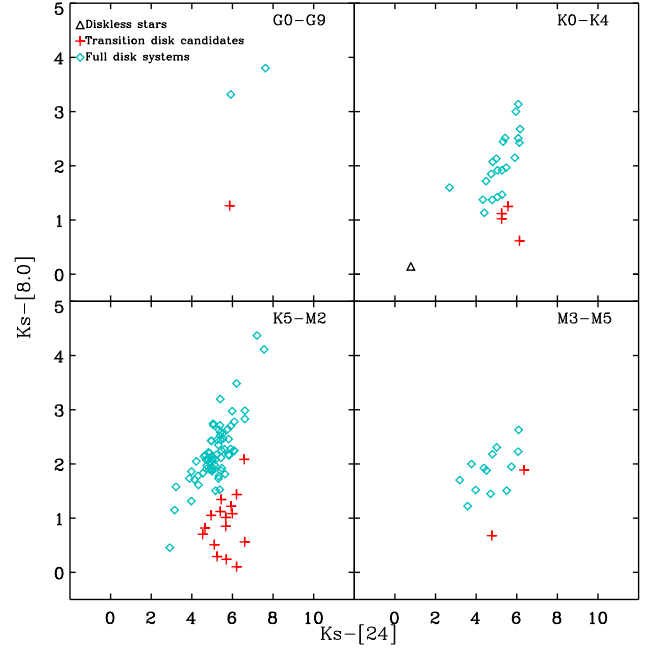 G0-G9
K0-K4
Diskless stars
Transition disk candidates
Full disk systems
5
4
3
2
1
0
Ks-[8.0]
K5-M2
M3-M5
5
4
3
2
1
0
0 2 4 6 8 10
0 2 4 6 8 10
Ks-[24]